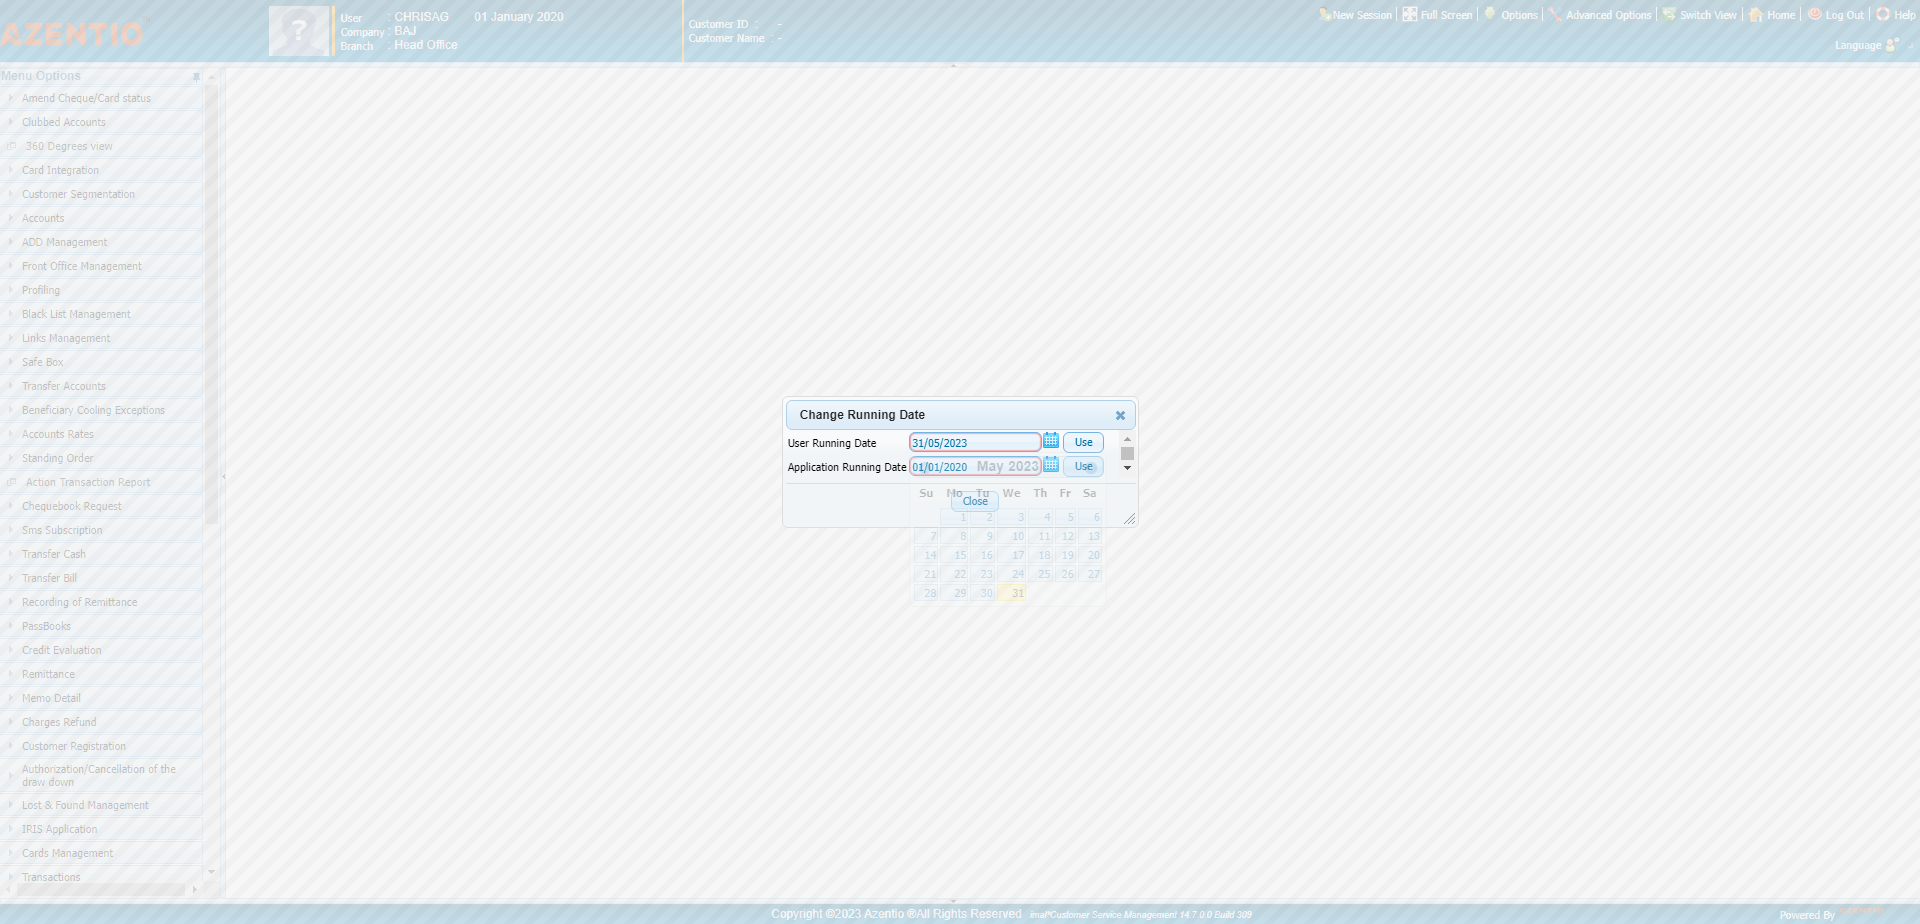 AZENTIO
User : CHRISAG 01 January 2020
Company : BAJ
Branch : Head Office
Customer ID : -
Customer Name : -
New Session Full Screen Options Advanced Options Switch View Home Log Out Help
Language
Menu Options
Amend Cheque/Card status
Clubbed Accounts
360 Degrees view
Card Integration
Customer Segmentation
Accounts
ADD Management
Front Office Management
Profiling
Black List Management
Links Management
Safe Box
Transfer Accounts
Beneficiary Cooling Exceptions
Accounts Rates
Standing Order
Action Transaction Report
Chequebook Request
Sms Subscription
Transfer Cash
Transfer Bill
Recording of Remittance
PassBooks
Credit Evaluation
Remittance
Memo Detail
Charges Refund
Customer Registration
Authorization/Cancellation of the
draw down
Lost & Found Management
IRIS Application
Cards Management
Transactions
Change Running Date
User Running Date 31/05/2023 Use
Application Running Date 01/01/2020 Use
May 2023
Su Mo Tu We Th Fr Sa
Close
1 2 3 4 5 6
7 8 9 10 11 12 13
14 15 16 17 18 19 20
21 22 23 24 25 26 27
28 29 30 31
Copyright ©2023 Azentio ®All Rights Reserved imal*Customer Service Management 14.7.0.0 Build 309
Powered By